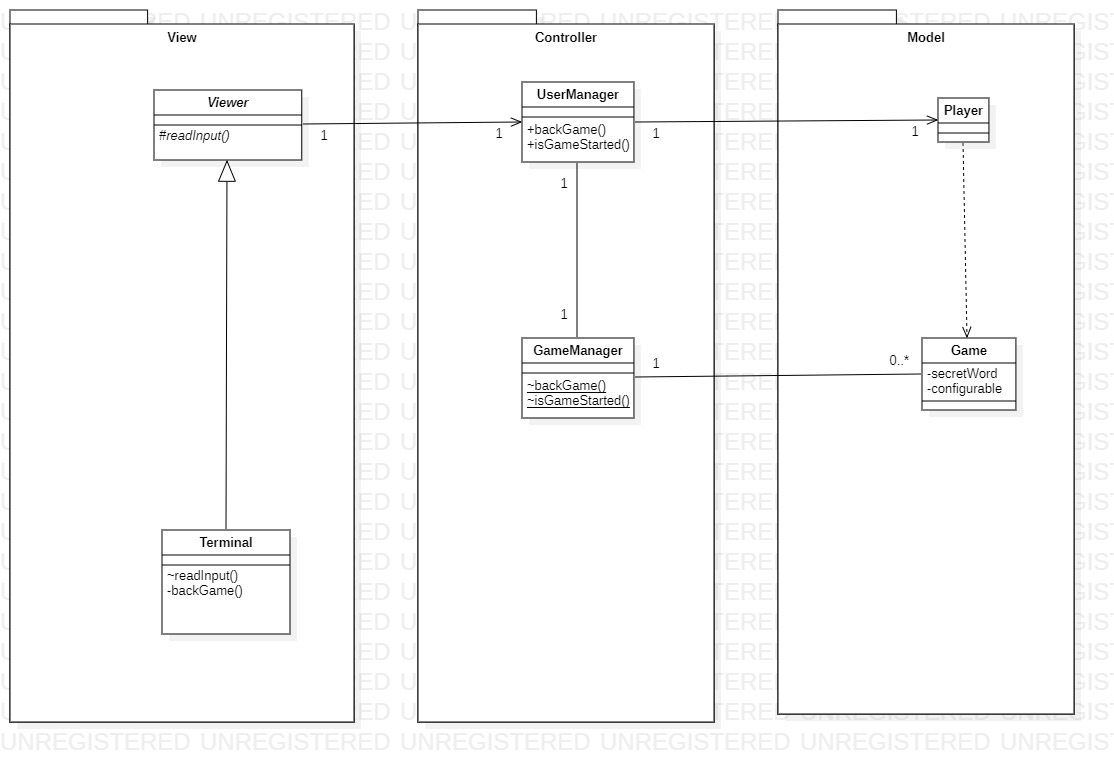 View
Viewer
#readInput()
1
1
Terminal
~readInput()
-backGame()
Controller
UserManager
+backGame()
+isGameStarted()
1
1
1
1
GameManager
~backGame()
~isGameStarted()
1
0..*
Model
Player
Game
-secretWord
-configurable
UNREGISTERED UNREGISTERED UNREGISTERED UNREGISTERED UNREGISTERED UNREGISTERED